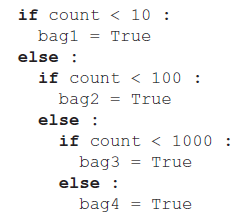 if count < 10 :
  bag1 = True
else :
  if count < 100 :
    bag2 = True
  else :
    if count < 1000 :
      bag3 = True
    else :
      bag4 = True